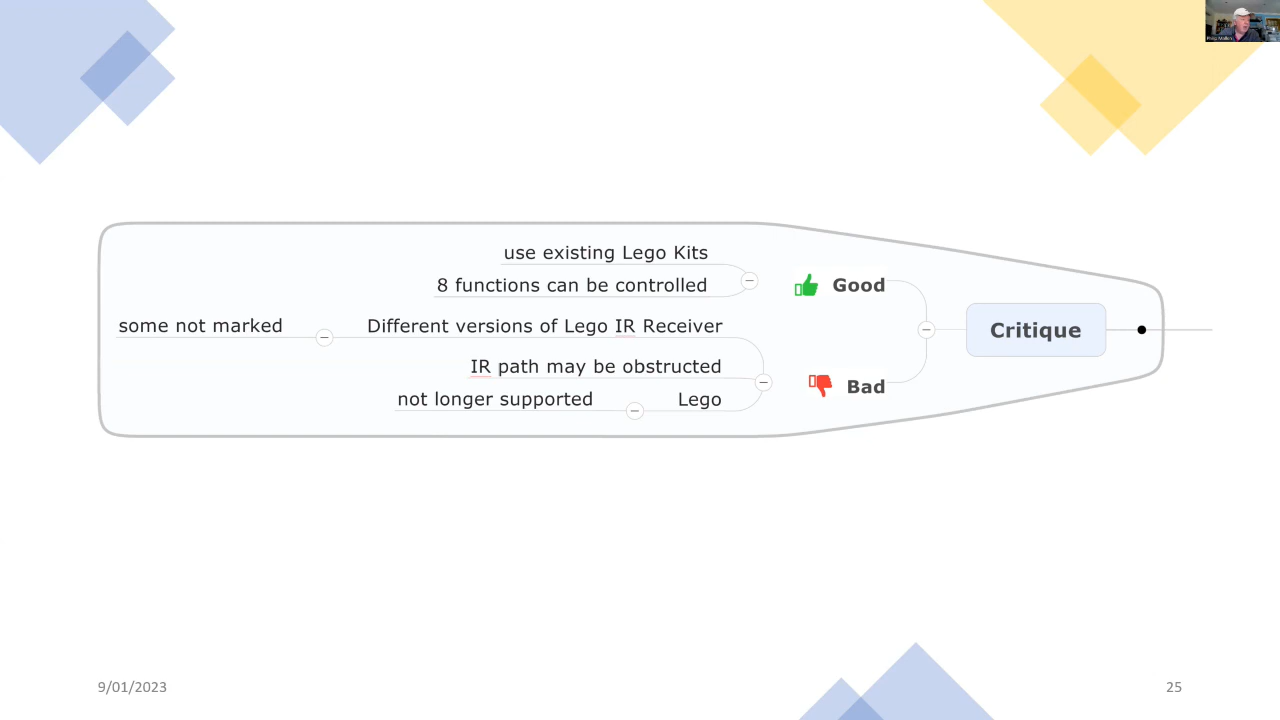 use existing Lego Kits
8 functions can be controlled
Good
some not marked
Different versions of Lego IR Receiver
Critique
IR path may be obstructed
Bad
not longer supported
Lego
9/01/2023
25